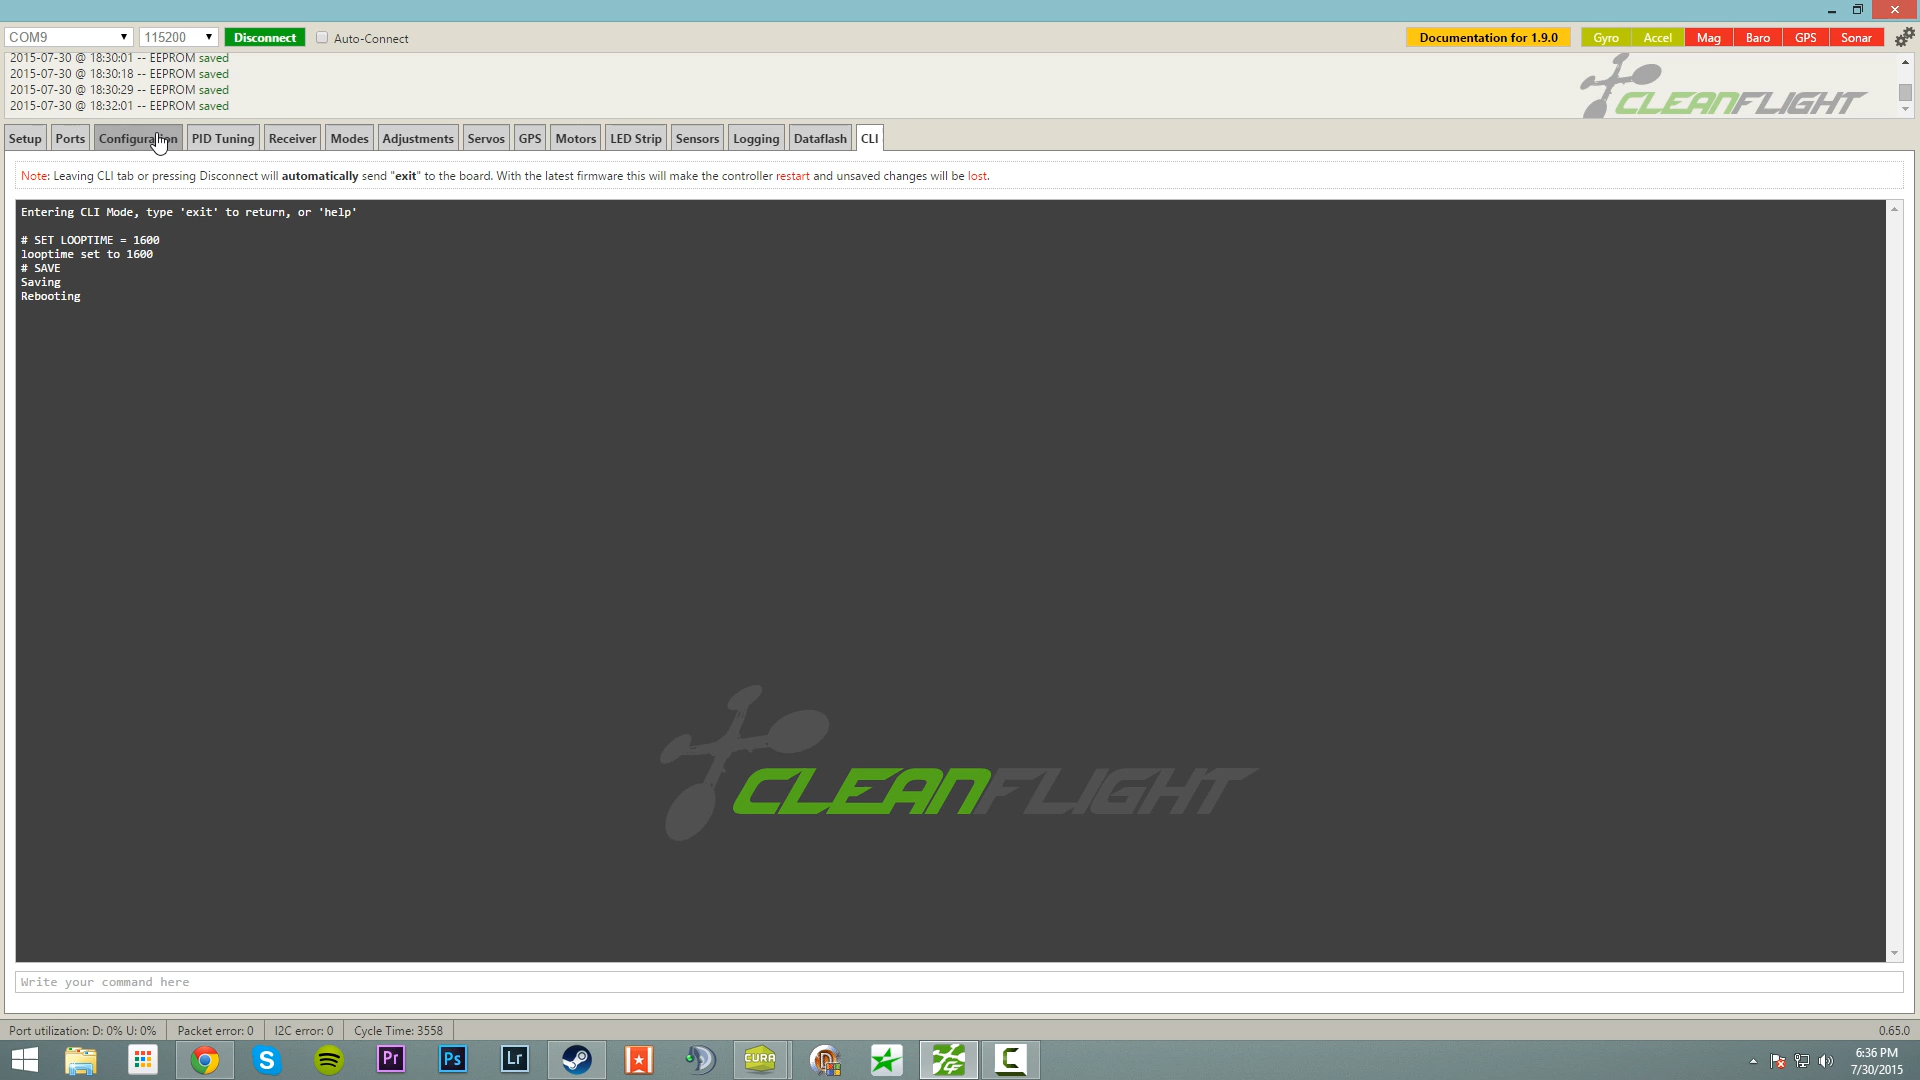 COM9 115200 Disconnect Auto-Connect Documentation for 1.9.0 Gyro Accel Mag Baro GPS Sonar
2015-07-30 @ 18:30:01 -- EEPROM saved
2015-07-30 @ 18:30:18 -- EEPROM saved
2015-07-30 @ 18:30:29 -- EEPROM saved
2015-07-30 @ 18:32:01 -- EEPROM saved
CLEANFLIGHT
Setup Ports Configuration PID Tuning Receiver Modes Adjustments Servos GPS Motors LED Strip Sensors Logging Dataflash CLI
Note: Leaving CLI tab or pressing Disconnect will automatically send "exit" to the board. With the latest firmware this will make the controller restart and unsaved changes will be lost.
Entering CLI Mode, type 'exit' to return, or 'help'
# SET LOOPTIME = 1600
looptime set to 1600
# SAVE
Saving
Rebooting
CLEANFLIGHT
Write your command here
Port utilization: D: 0% U: 0% Packet error: 0 I2C error: 0 Cycle Time: 3558 0.65.0
S Pr Ps Lr CURA CF C
6:36 PM
7/30/2015